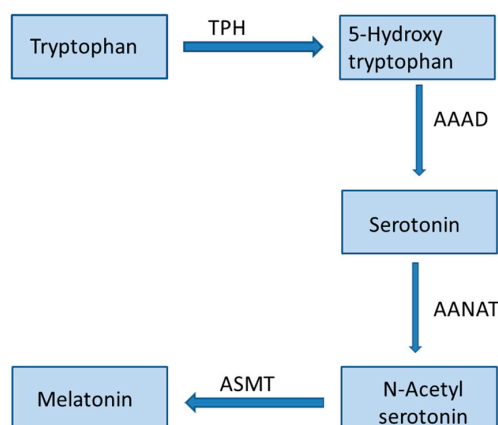 Tryptophan
TPH
5-Hydroxy
tryptophan
AAAD
Serotonin
AANAT
Melatonin
ASMT
N-Acetyl
serotonin